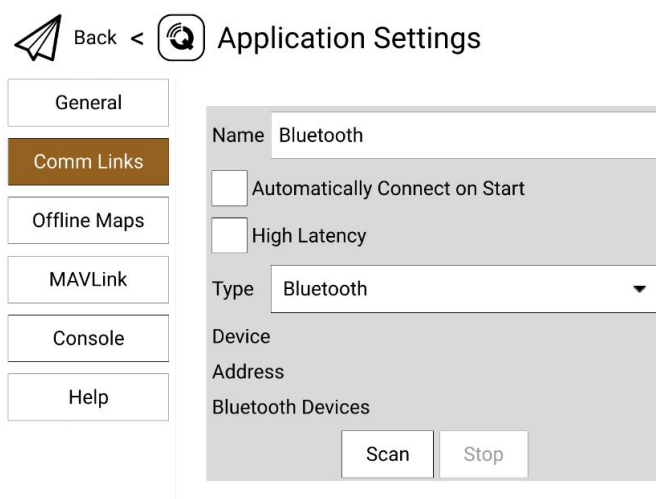 Back < Application Settings
General
Comm Links
Offline Maps
MAVLink
Console
Help
Name Bluetooth
Automatically Connect on Start
High Latency
Type Bluetooth
Device
Address
Bluetooth Devices
Scan Stop